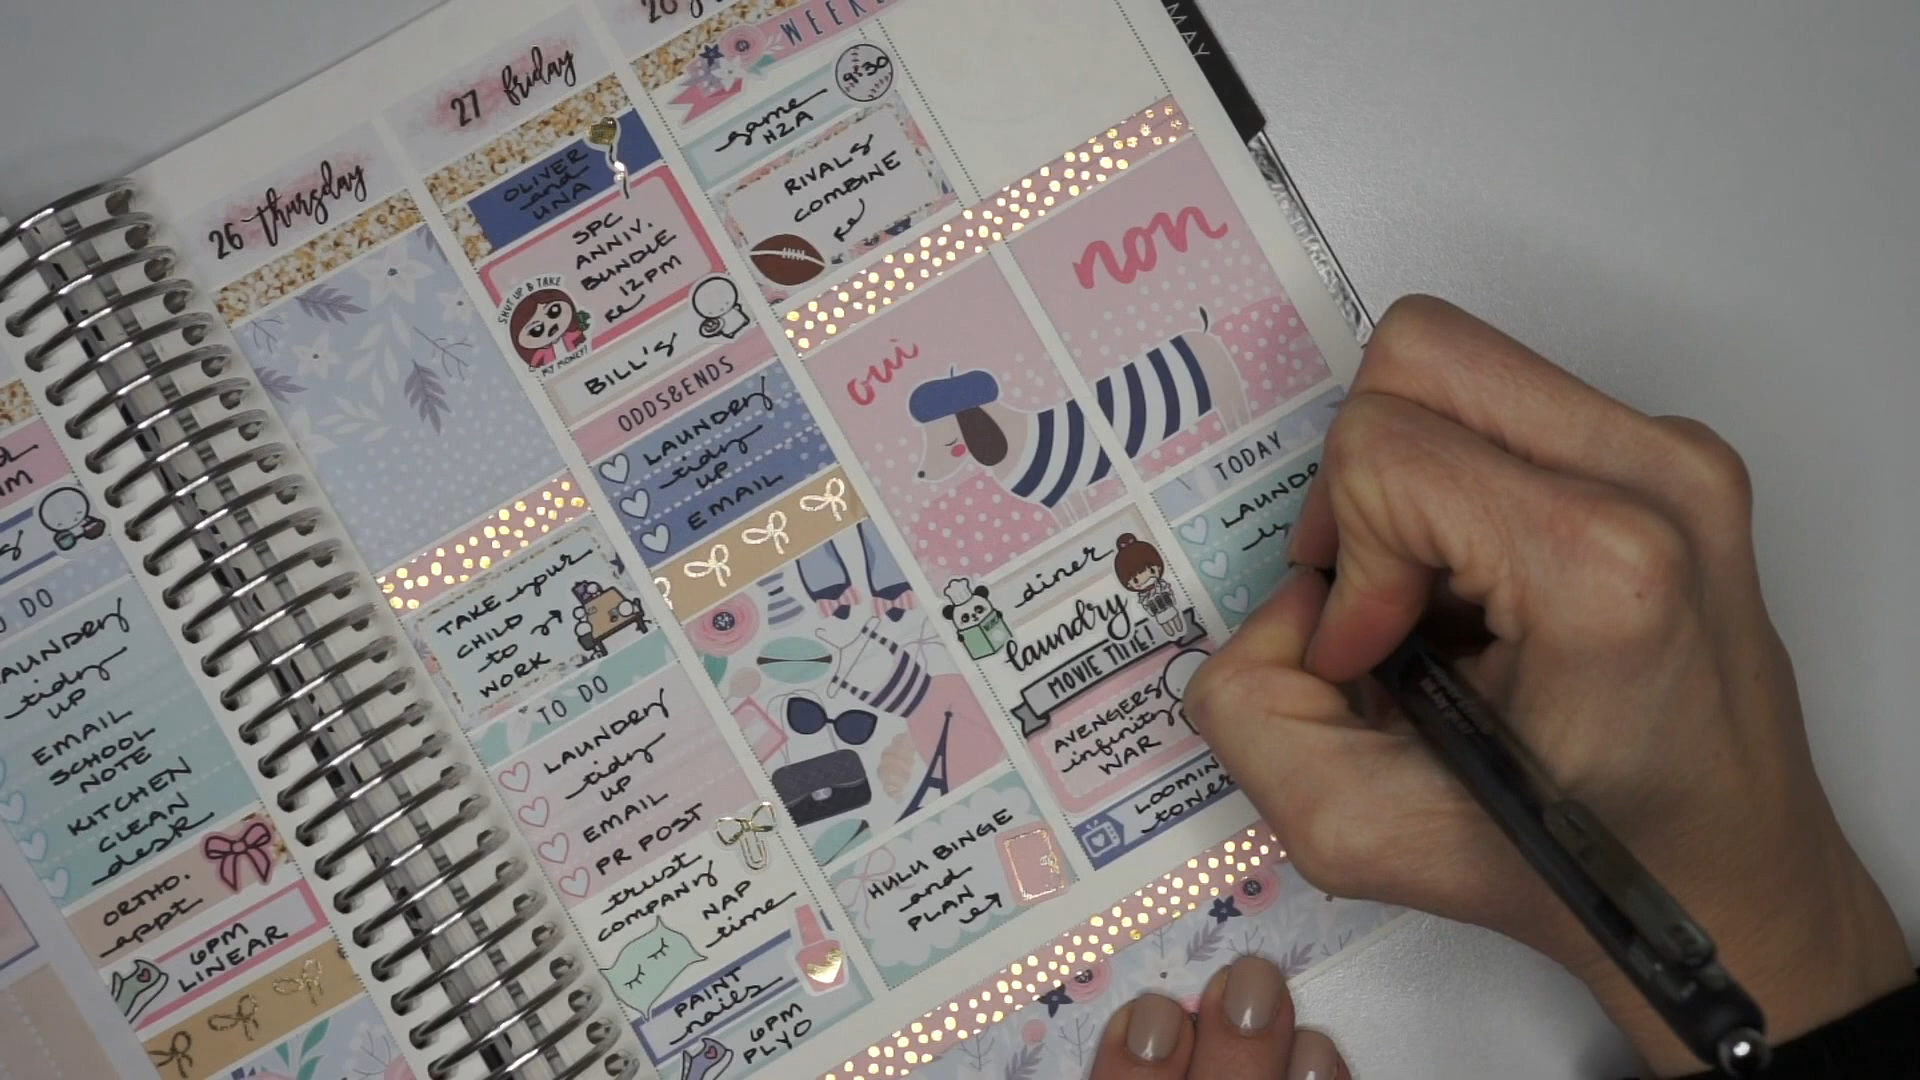 MAY
26 thursday
TAKE your
CHILD
to
WORK
TO DO
LAUNDRY
tidy
UP
EMAIL
PR POST
trust
company
NAP
time
PAINT
nails
6PM
PLYO
27 friday
OLIVER
and
UNA
SPC
ANNIV.
BUNDLE
12PM
SHUT UP & TAKE
MY MONEY!
BILL'S
ODDS&ENDS
LAUNDRY
tidy
UP
EMAIL
HULU BINGE
and
PLAN
game
H2A
9:30
RIVALS
COMBINE
oui
diner
laundry
MOVIE TIME!
AVENGERS
infinity
WAR
non
TODAY
DO
LAUNDRY
tidy
UP
EMAIL
SCHOOL
NOTE
KITCHEN
CLEAN
desk
ORTHO.
appt
6PM
LINEAR